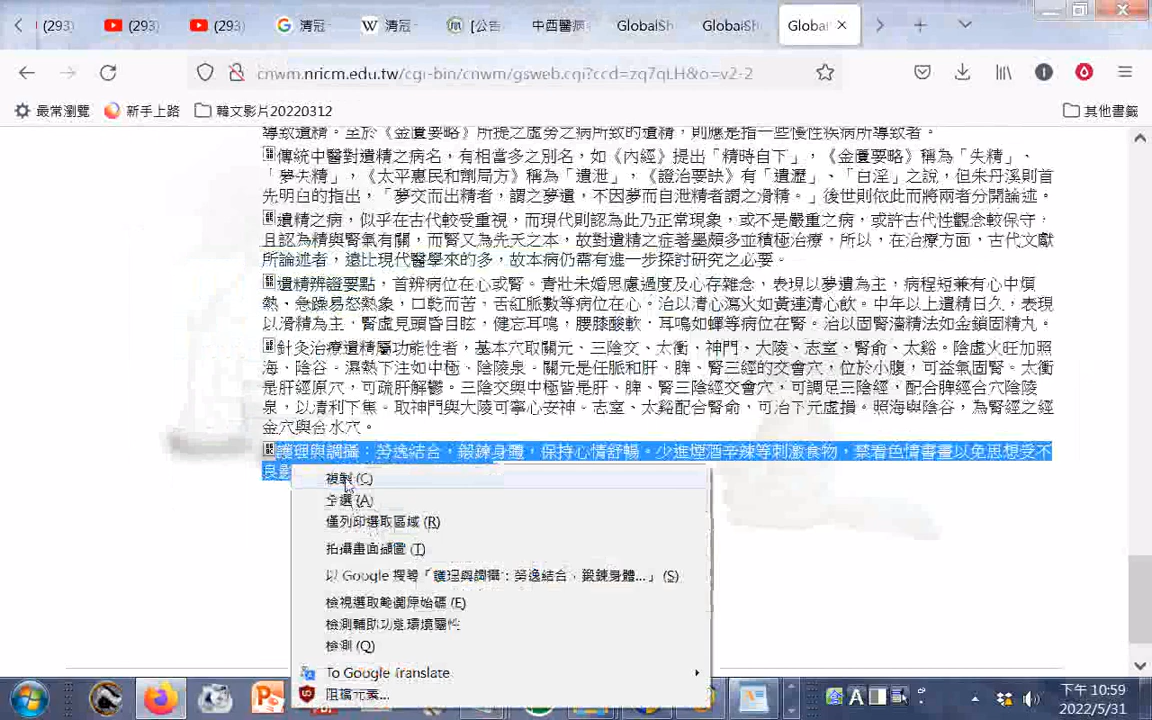 (293)
(293)
(293)
清冠
清冠
[公告
中西醫病
GlobalSh
GlobalSh
Global
cnwm.nricm.edu.tw/cgi-bin/cnwm/gsweb.cgi?ccd=zq7qLH&o=v2-2
最常瀏覽
新手上路
韓文影片20220312
其他書籤
導致遺精。至於《金匱要略》所提之虛勞之病所致的遺精，則應是指一些慢性疾病所導致者。
傳統中醫對遺精之病名，有相當多之別名，如《內經》提出「精時自下」，《金匱要略》稱為「失精」、
「夢失精」，《太平惠民和劑局方》稱為「遺泄」，《證治要訣》有「遺瀝」、「白淫」之說，但朱丹溪則首
先明白的指出，「夢交而出精者，謂之夢遺，不因夢而自泄精者謂之滑精。」後世則依此而將兩者分開論述。
遺精之病，似乎在古代較受重視，而現代則認為此乃正常現象，或不是嚴重之病，或許古代性觀念較保守，
且認為精與腎氣有關，而腎又為先天之本，故對遺精之症著墨頗多並積極治療，所以，在治療方面，古代文獻
所論述者，遠比現代醫學來的多，故本病仍需有進一步探討研究之必要。
遺精辨證要點，首辨病位在心或腎。青壯未婚思慮過度及心存雜念，表現以夢遺為主，病程短兼有心中煩
熱、急躁易怒熱象，口乾而苦，舌紅脈數等病位在心。治以清心瀉火如黃連清心飲。中年以上遺精日久，表現
以滑精為主，腎虛見頭昏目眩，健忘耳鳴，腰膝酸軟，耳鳴如蟬等病位在腎。治以固腎澀精法如金鎖固精丸。
針灸治療遺精屬功能性者，基本穴取關元、三陰交、太衝，神門、大陵、志室、腎俞、太谿。陰虛火旺加照
海、陰谷。濕熱下注如中極、陰陵泉。關元是任脈和肝、脾、腎三經的交會穴，位於小腹，可益氣固腎。太衝
是肝經原穴，可疏肝解鬱。三陰交與中極皆是肝、脾、腎三陰經交會穴，可調足三陰經，配合脾經合穴陰陵
泉，以清利下焦。取神門與大陵可寧心安神。志室、太谿配合腎俞，可治下元虛損。照海與陰谷，為腎經之經
金穴與合水穴。
護理與調攝：勞逸結合，鍛鍊身體，保持心情舒暢。少進煙酒辛辣等刺激食物，禁看色情書畫以免思想受不
良影
複製(C)
全選(A)
僅列印選取區域(R)
拍攝畫面擷圖(T)
以 Google 搜尋「護理與調攝：勞逸結合，鍛鍊身體...」(S)
檢視選取範圍原始碼(E)
檢測輔助功能環境屬性
檢測(Q)
To Google Translate
阻擋元素...
下午 10:59
2022/5/31